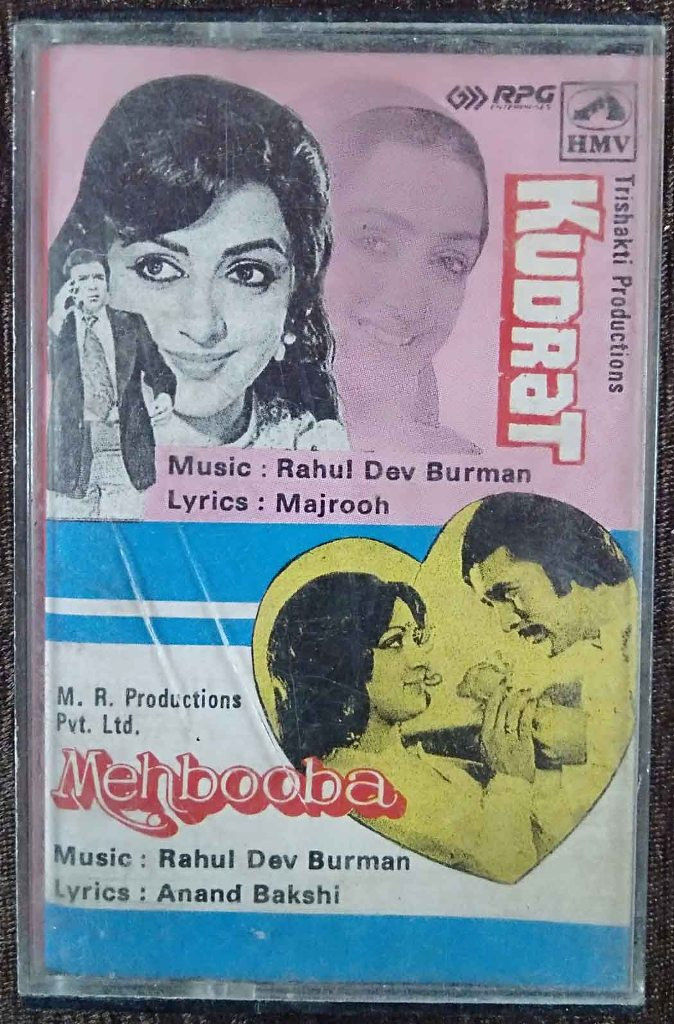 RPG
ENTERPRISES
HMV
Trishakti Productions
KUDRaT
Music : Rahul Dev Burman
Lyrics : Majrooh
M. R. Productions
Pvt. Ltd.
Mehbooba
Music : Rahul Dev Burman
Lyrics : Anand Bakshi